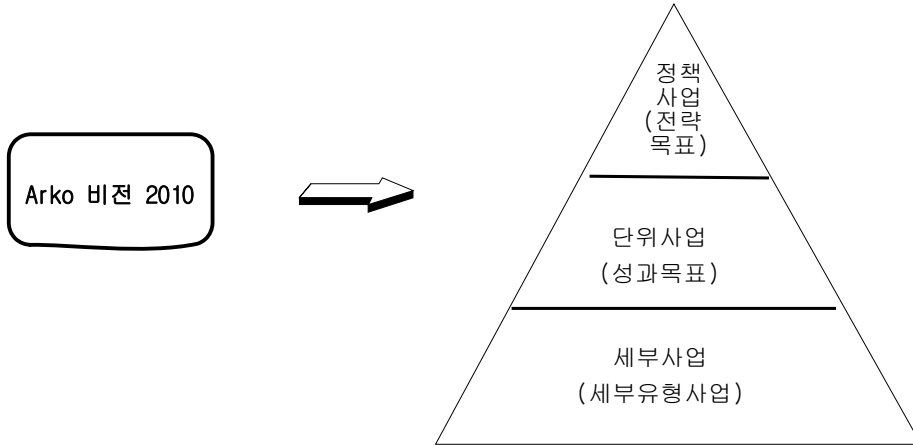 Arko 비전 2010
정책
사업
(전략
목표)
단위사업
(성과목표)
세부사업
(세부유형사업)